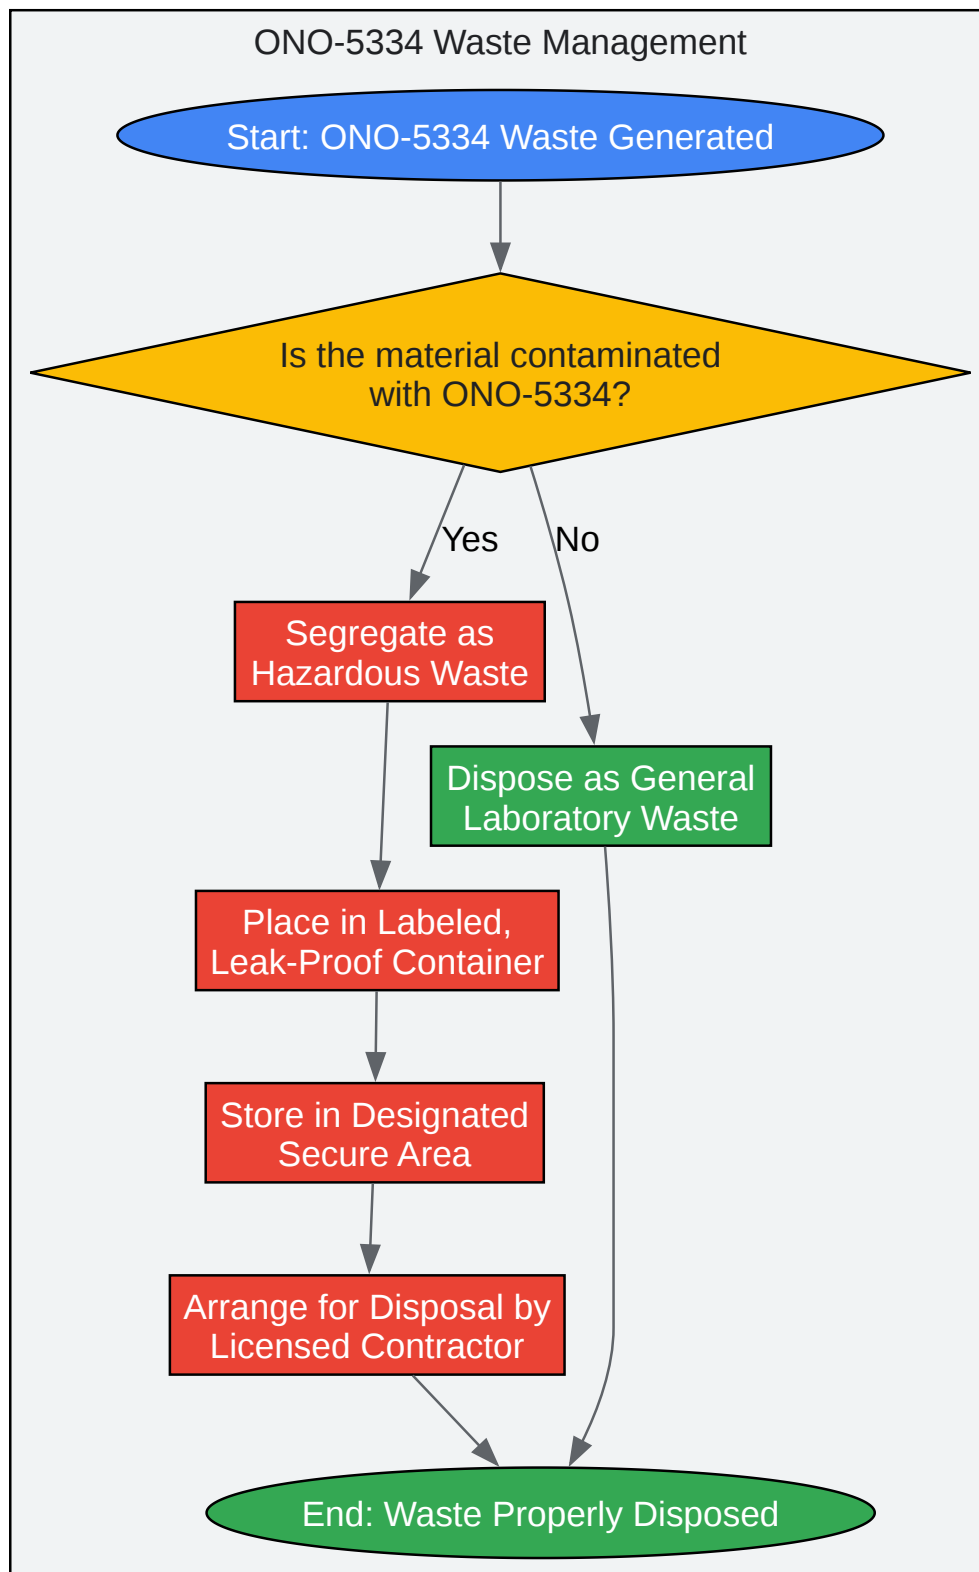 ONO-5334 Waste Management
Start: ONO-5334 Waste Generated
Is the material contaminated
with ONO-5334?
Yes
No
Segregate as
Hazardous Waste
Dispose as General
Laboratory Waste
Place in Labeled,
Leak-Proof Container
Store in Designated
Secure Area
Arrange for Disposal by
Licensed Contractor
End: Waste Properly Disposed